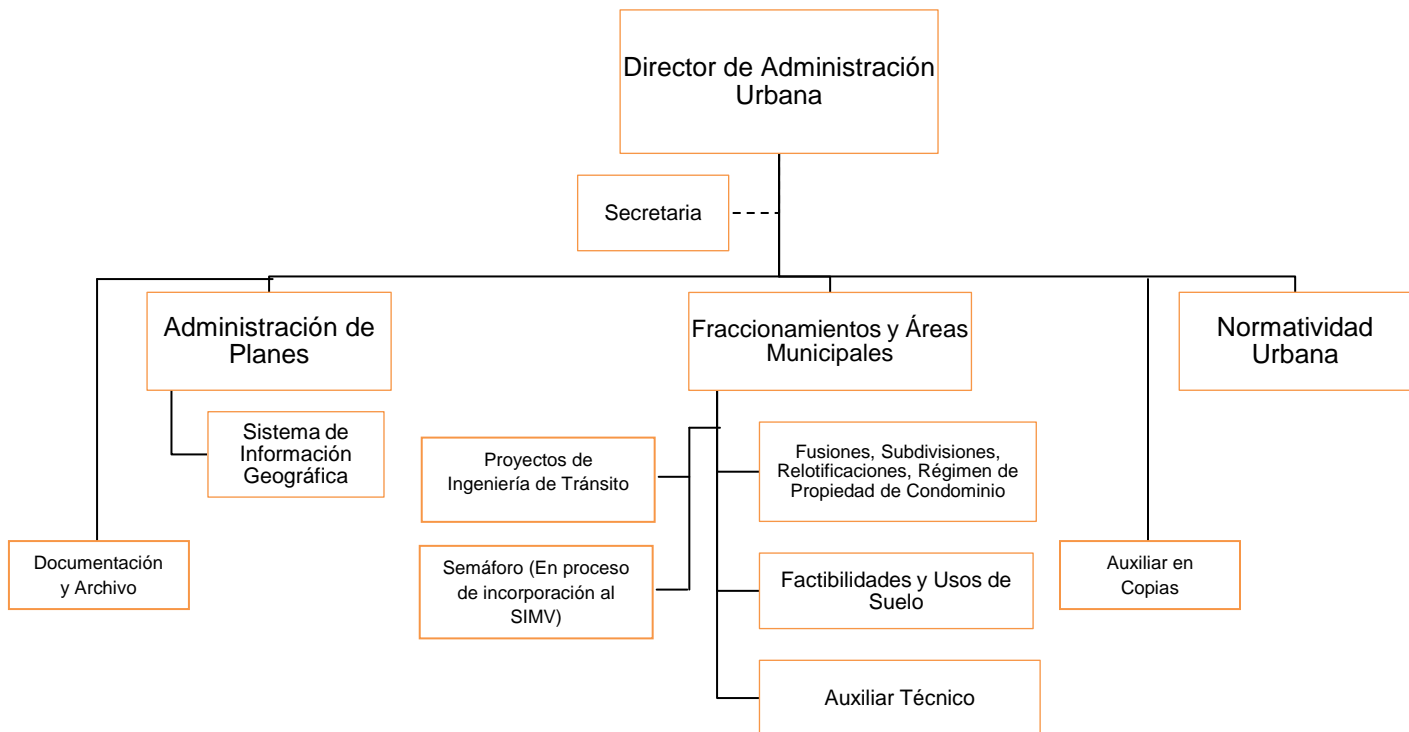 Director de Administración
Urbana
Secretaria
Administración de
Planes
Fraccionamientos y Áreas
Municipales
Normatividad
Urbana
Sistema de
Información
Geográfica
Proyectos de
Ingeniería de Tránsito
Fusiones, Subdivisiones,
Relotificaciones, Régimen de
Propiedad de Condominio
Documentación
y Archivo
Semáforo (En proceso
de incorporación al
SIMV)
Factibilidades y Usos de
Suelo
Auxiliar en
Copias
Auxiliar Técnico